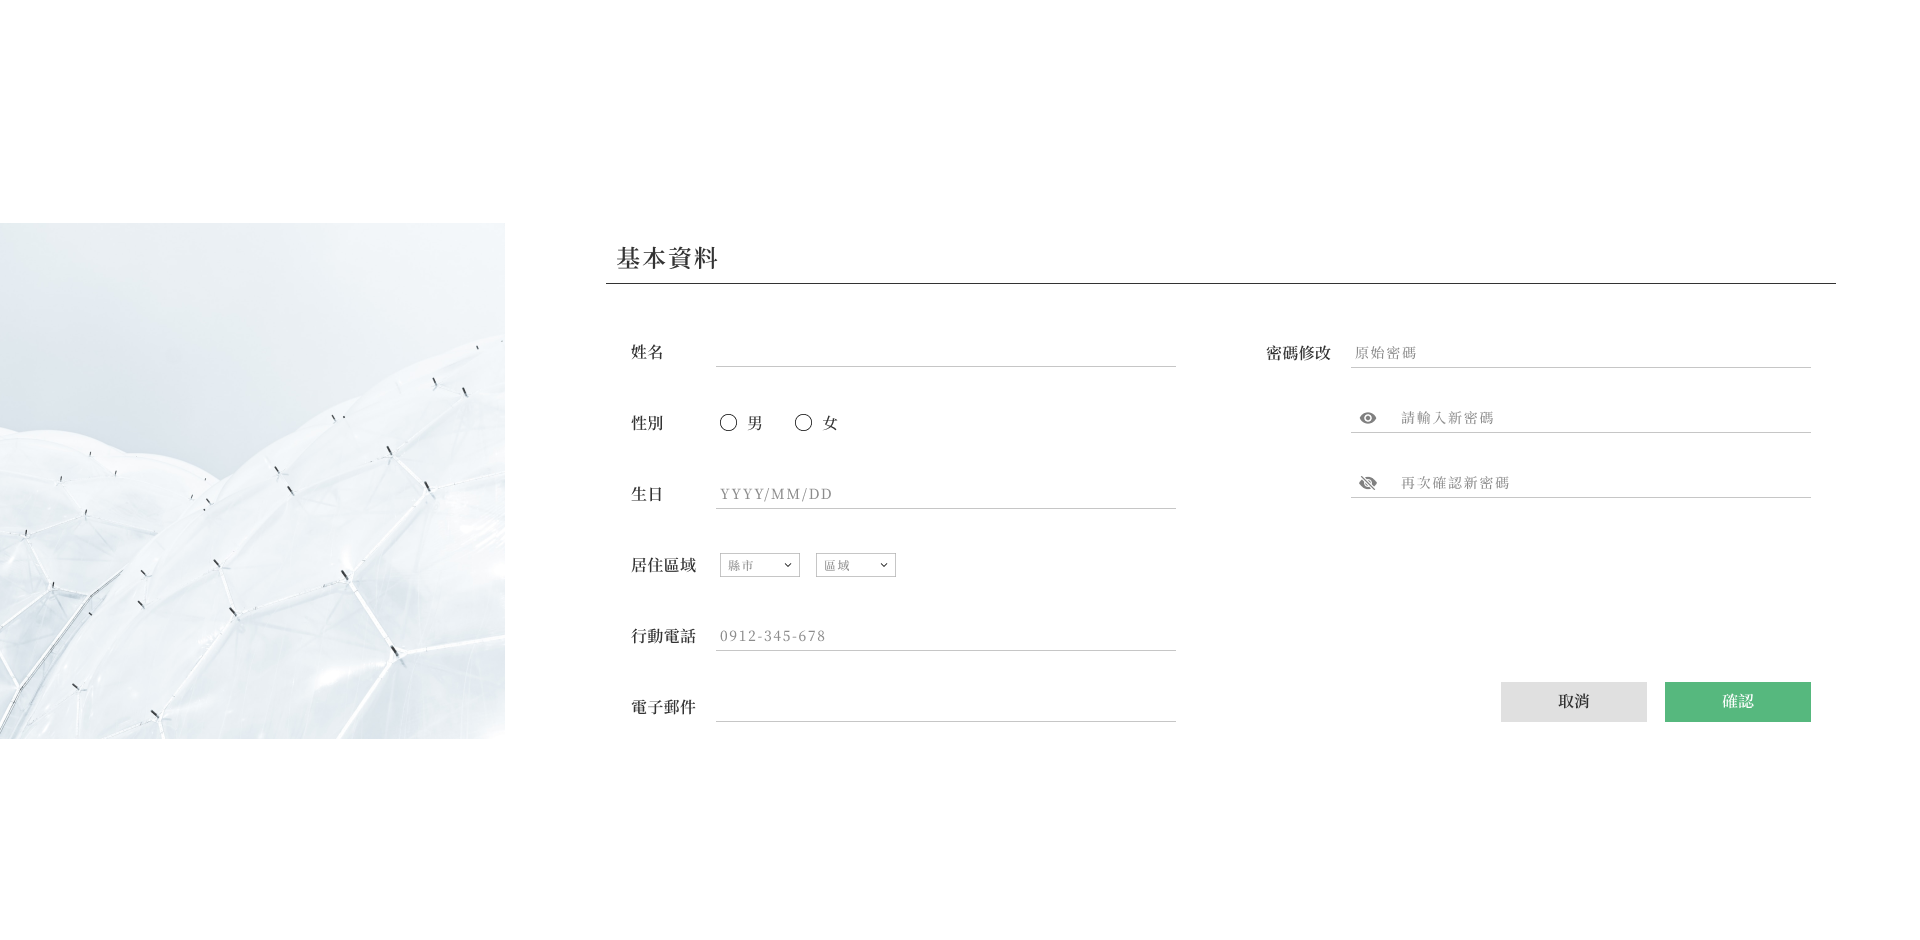 基本資料
姓名
性別 男 女
生日 YYYY/MM/DD
居住區域 縣市 區域
行動電話 0912-345-678
電子郵件
密碼修改 原始密碼
請輸入新密碼
再次確認新密碼
取消 確認